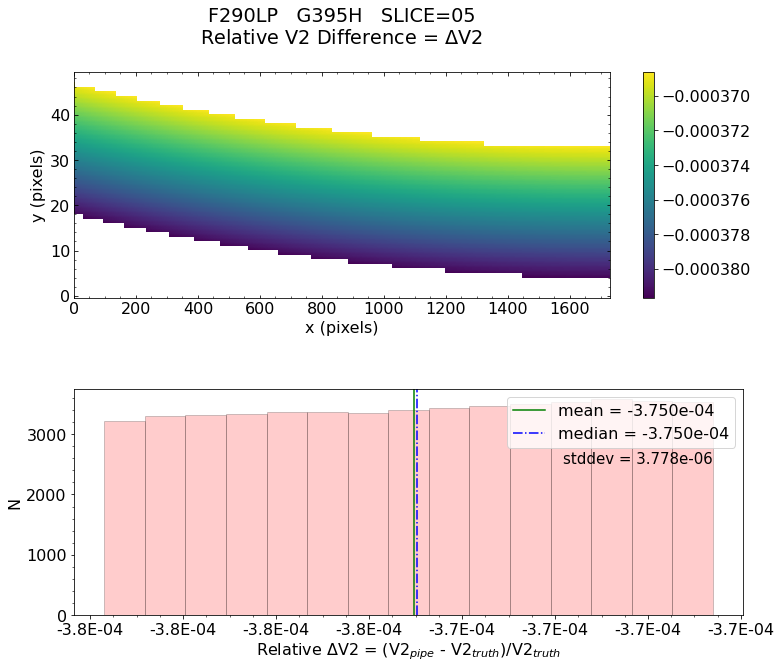 F290LP   G395H   SLICE=05
Relative V2 Difference = ΔV2
y (pixels)
40
30
20
10
0
0 200 400 600 800 1000 1200 1400 1600
x (pixels)
−0.000370
−0.000372
−0.000374
−0.000376
−0.000378
−0.000380
mean = -3.750e-04
median = -3.750e-04
stddev = 3.778e-06
N
3000
2000
1000
0
-3.8E-04 -3.8E-04 -3.8E-04 -3.8E-04 -3.7E-04 -3.7E-04 -3.7E-04 -3.7E-04
Relative ΔV2 = (V2pipe - V2truth)/V2truth